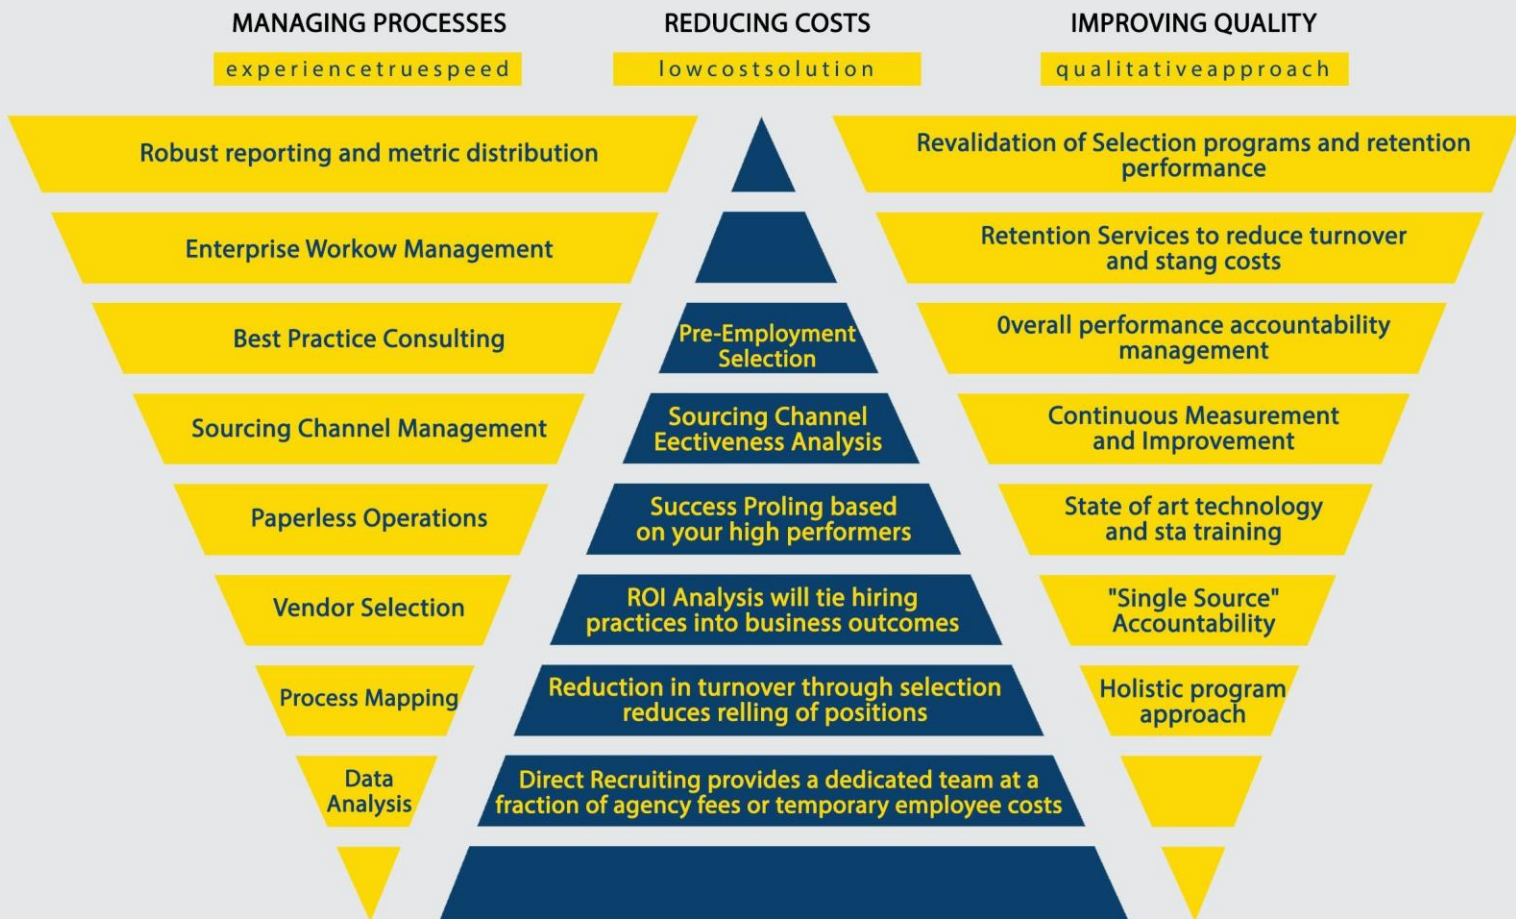 MANAGING PROCESSES
experiencetruespeed
Robust reporting and metric distribution
Enterprise Workow Management
Best Practice Consulting
Sourcing Channel Management
Paperless Operations
Vendor Selection
Process Mapping
Data
Analysis
REDUCING COSTS
lowcostsolution
Pre-Employment
Selection
Sourcing Channel
Eectiveness Analysis
Success Proling based
on your high performers
ROI Analysis will tie hiring
practices into business outcomes
Reduction in turnover through selection
reduces relling of positions
Direct Recruiting provides a dedicated team at a
fraction of agency fees or temporary employee costs
IMPROVING QUALITY
qualitativeapproach
Revalidation of Selection programs and retention
performance
Retention Services to reduce turnover
and stang costs
0verall performance accountability
management
Continuous Measurement
and Improvement
State of art technology
and sta training
"Single Source"
Accountability
Holistic program
approach